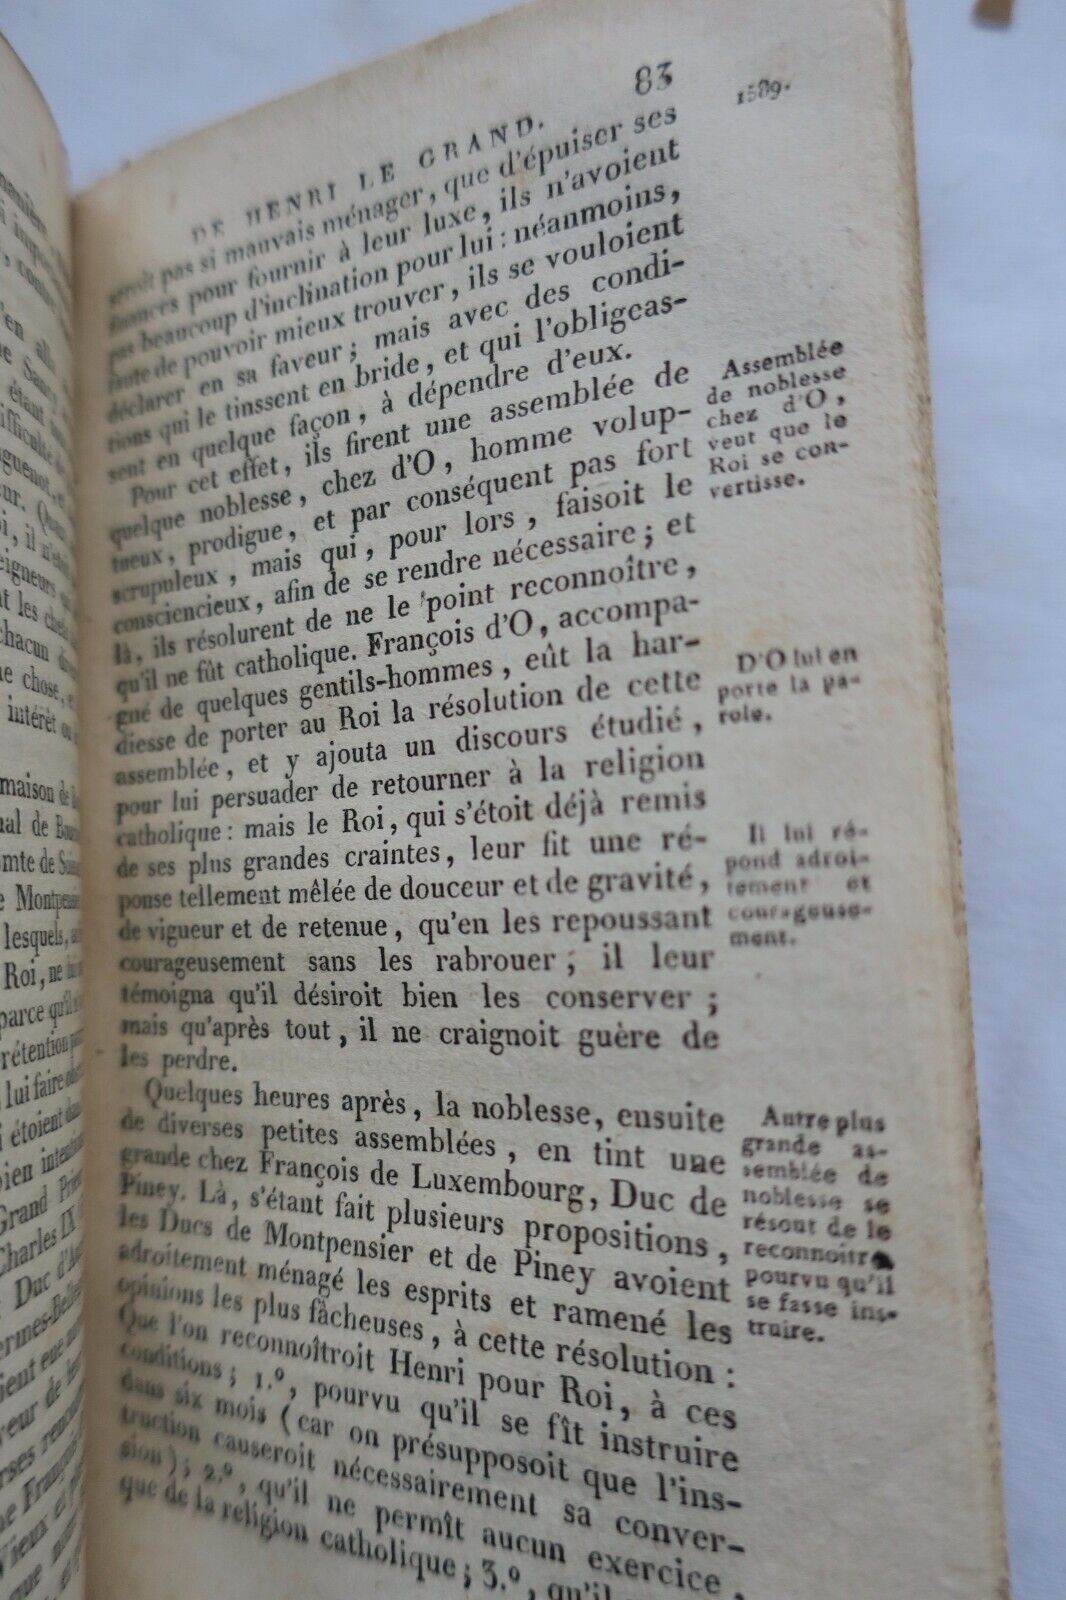 DE HENRI LE GRAND. 83
1589.
seroit pas si mauvais ménager, que d'épuiser ses
finances pour fournir à leur luxe, ils n'avoient
pas beaucoup d'inclination pour lui : néanmoins,
faute de pouvoir mieux trouver, ils se vouloient
déclarer en sa faveur ; mais avec des condi-
tions qui le tinssent en bride, et qui l'obligeas-
sent en quelque façon, à dépendre d'eux.
Pour cet effet, ils firent une assemblée de
quelque noblesse, chez d'O, homme volup-
tueux, prodigue, et par conséquent pas fort
scrupuleux, mais qui, pour lors, faisoit le
consciencieux, afin de se rendre nécessaire ; et
là, ils résolurent de ne le point reconnoître,
qu'il ne fût catholique. François d'O, accompa-
gné de quelques gentils-hommes, eût la har-
diesse de porter au Roi la résolution de cette
assemblée, et y ajouta un discours étudié,
pour lui persuader de retourner à la religion
catholique : mais le Roi, qui s'étoit déjà remis
de ses plus grandes craintes, leur fit une ré-
ponse tellement mêlée de douceur et de gravité,
de vigueur et de retenue, qu'en les repoussant
courageusement sans les rabrouer ; il leur
témoigna qu'il désiroit bien les conserver ;
mais qu'après tout, il ne craignoit guère de
les perdre.
Quelques heures après, la noblesse, ensuite
de diverses petites assemblées, en tint une
grande chez François de Luxembourg, Duc de
Piney. Là, s'étant fait plusieurs propositions,
les Ducs de Montpensier et de Piney avoient
adroitement ménagé les esprits et ramené les
opinions les plus fâcheuses, à cette résolution :
Que l'on reconnoîtroit Henri pour Roi, à ces
conditions ; 1.º, pourvu qu'il se fît instruire
dans six mois (car on présupposoit que l'ins-
truction causeroit nécessairement sa conver-
sion) ; 2.º, qu'il ne permît aucun exercice,
que de la religion catholique ; 3.º, qu'il
Assemblée
de noblesse
chez d'O,
veut que le
Roi se con-
vertisse.
D'O lui en
porte la pa-
role.
Il lui ré-
pond adroi-
tement et
courageuse-
ment.
Autre plus
grande as-
semblée de
noblesse se
résout de le
reconnoître
pourvu qu'il
se fasse ins-
truire.